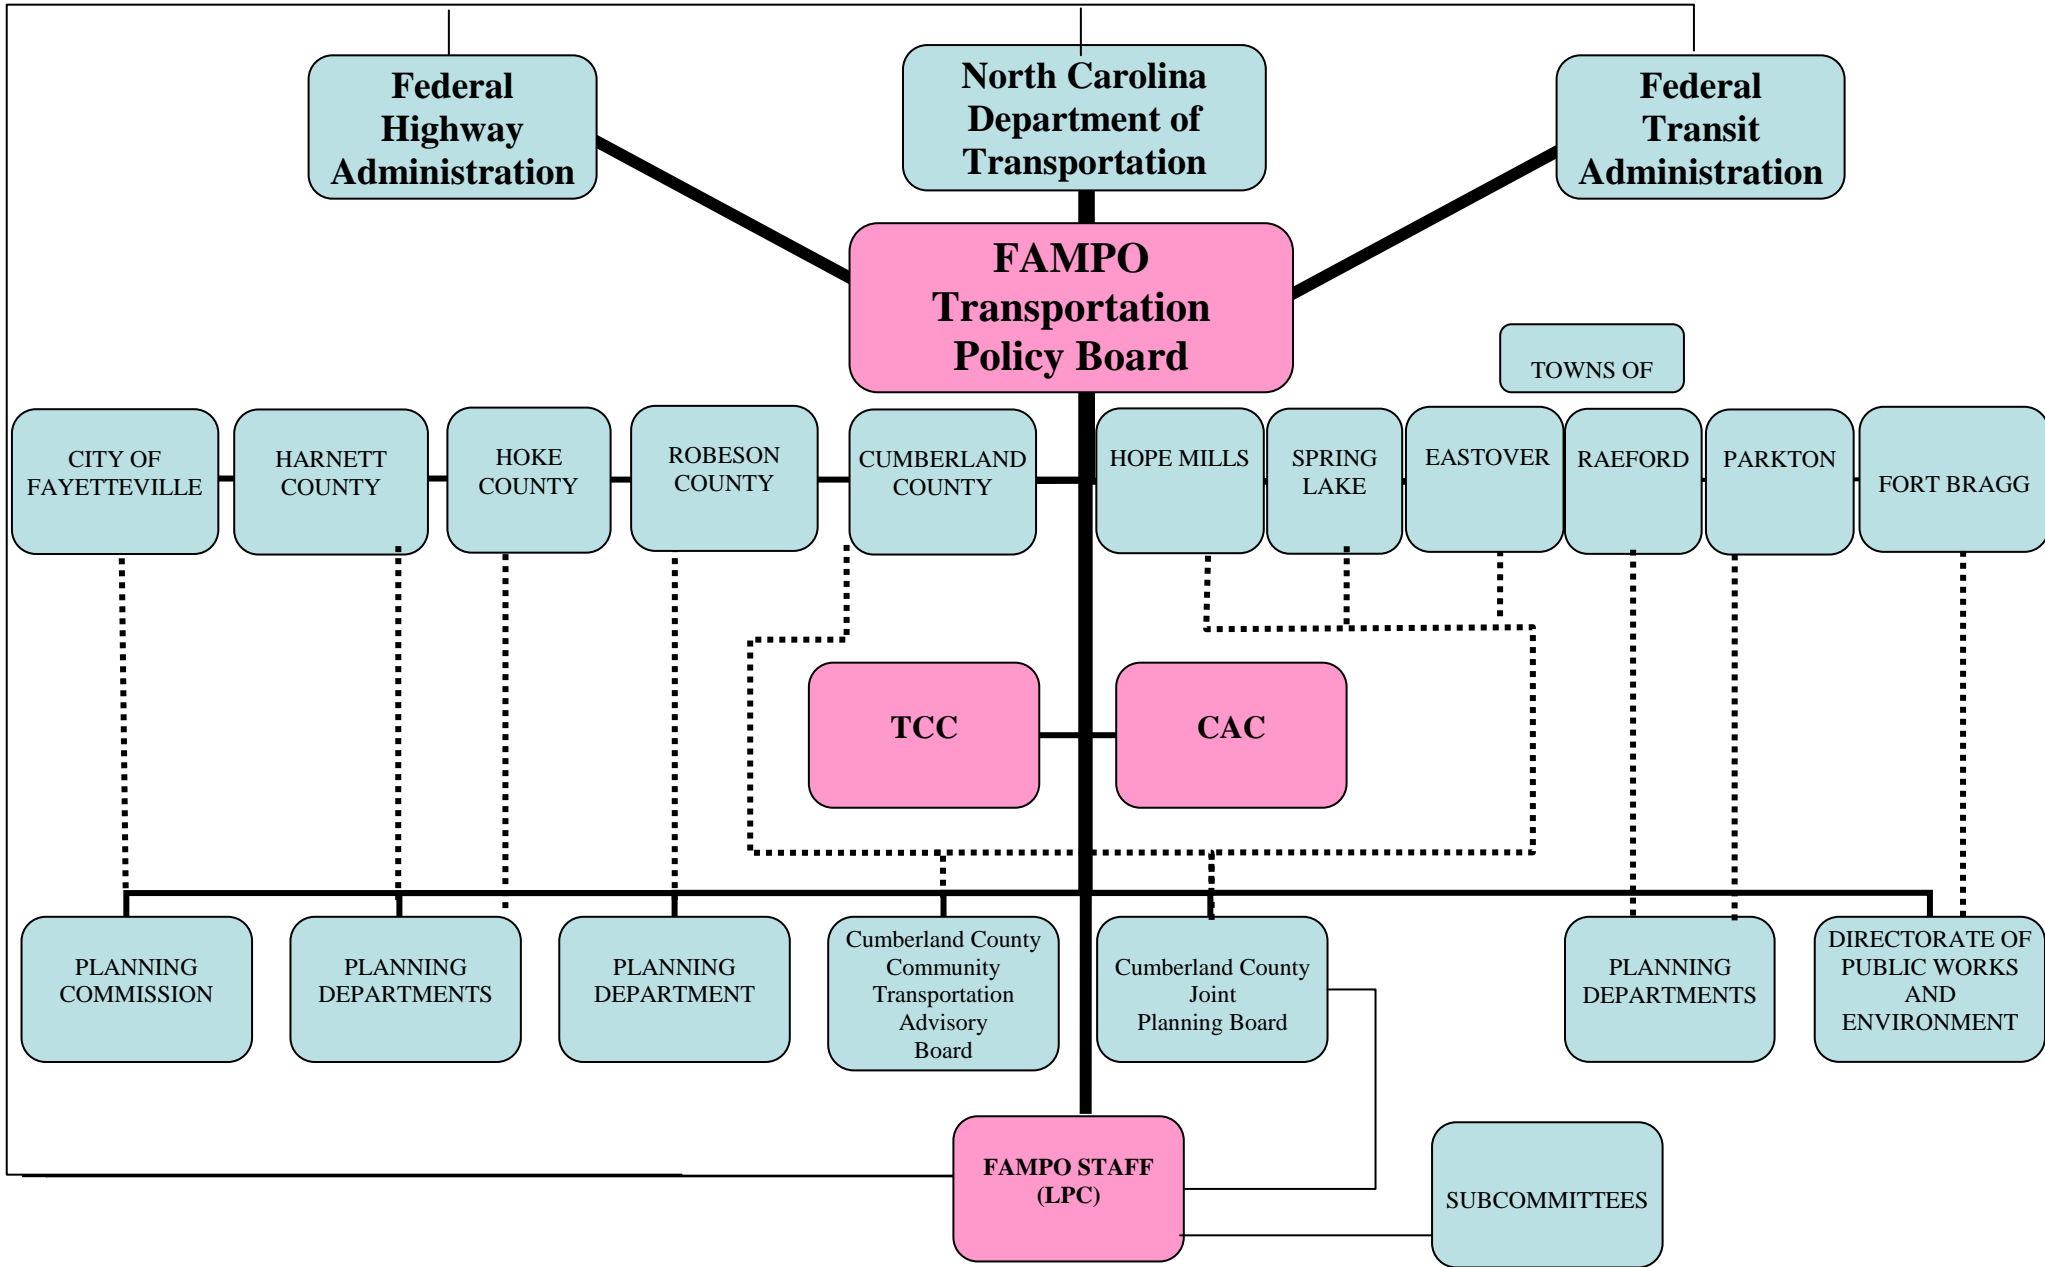 Federal
Highway
Administration
North Carolina
Department of
Transportation
Federal
Transit
Administration
FAMPO
Transportation
Policy Board
TOWNS OF
CITY OF
FAYETTEVILLE
HARNETT
COUNTY
HOKE
COUNTY
ROBESON
COUNTY
CUMBERLAND
COUNTY
HOPE MILLS
SPRING
LAKE
EASTOVER
RAEFORD
PARKTON
FORT BRAGG
TCC
CAC
PLANNING
COMMISSION
PLANNING
DEPARTMENTS
PLANNING
DEPARTMENT
Cumberland County
Community
Transportation
Advisory
Board
Cumberland County
Joint
Planning Board
PLANNING
DEPARTMENTS
DIRECTORATE OF
PUBLIC WORKS
AND
ENVIRONMENT
FAMPO STAFF
(LPC)
SUBCOMMITTEES